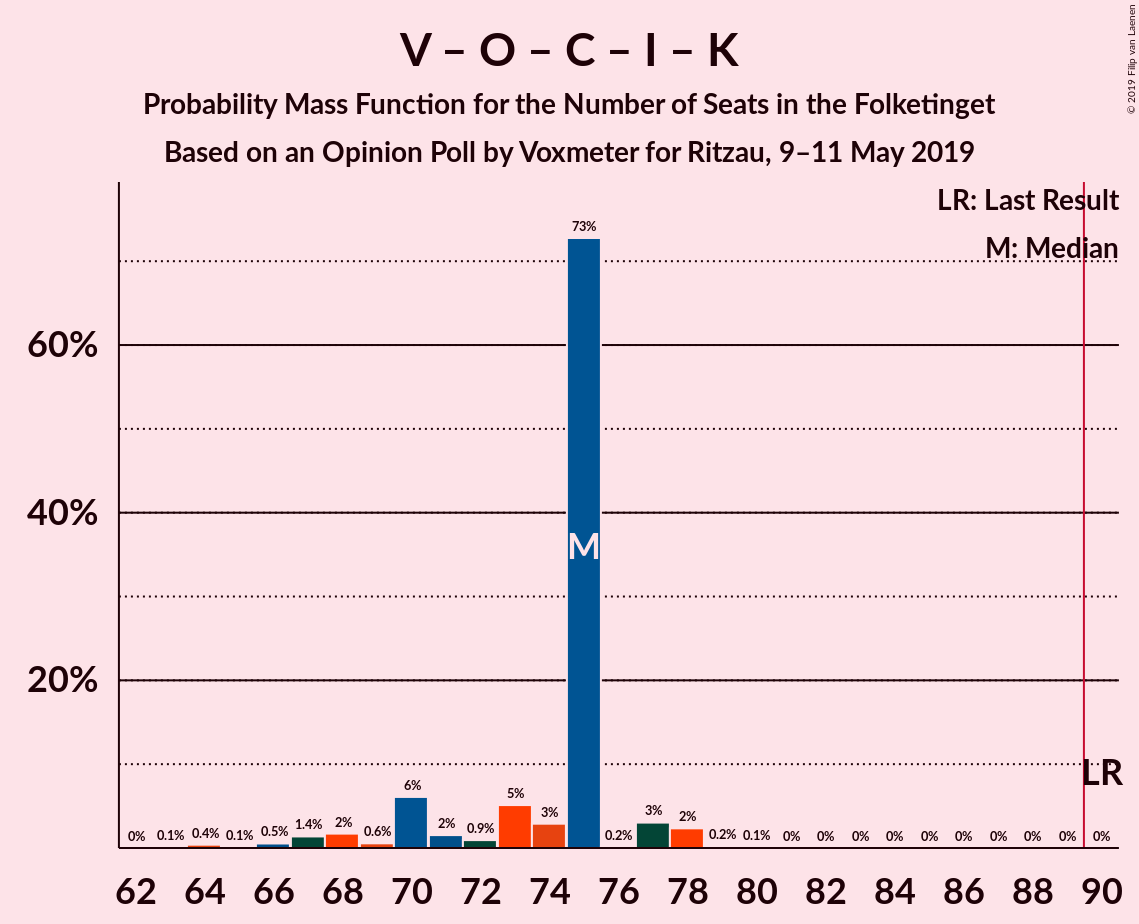 V – O – C – I – K
Probability Mass Function for the Number of Seats in the Folketinget
Based on an Opinion Poll by Voxmeter for Ritzau, 9–11 May 2019
© 2019 Filip van Laenen
LR: Last Result
M: Median
60%
40%
20%
0% 0.1% 0.4% 0.1% 0.5% 1.4% 2% 0.6% 6% 2% 0.9% 5% 3% 73% 0.2% 3% 2% 0.2% 0.1% 0% 0% 0% 0% 0% 0% 0% 0% 0% 0%
M
LR
62 64 66 68 70 72 74 76 78 80 82 84 86 88 90